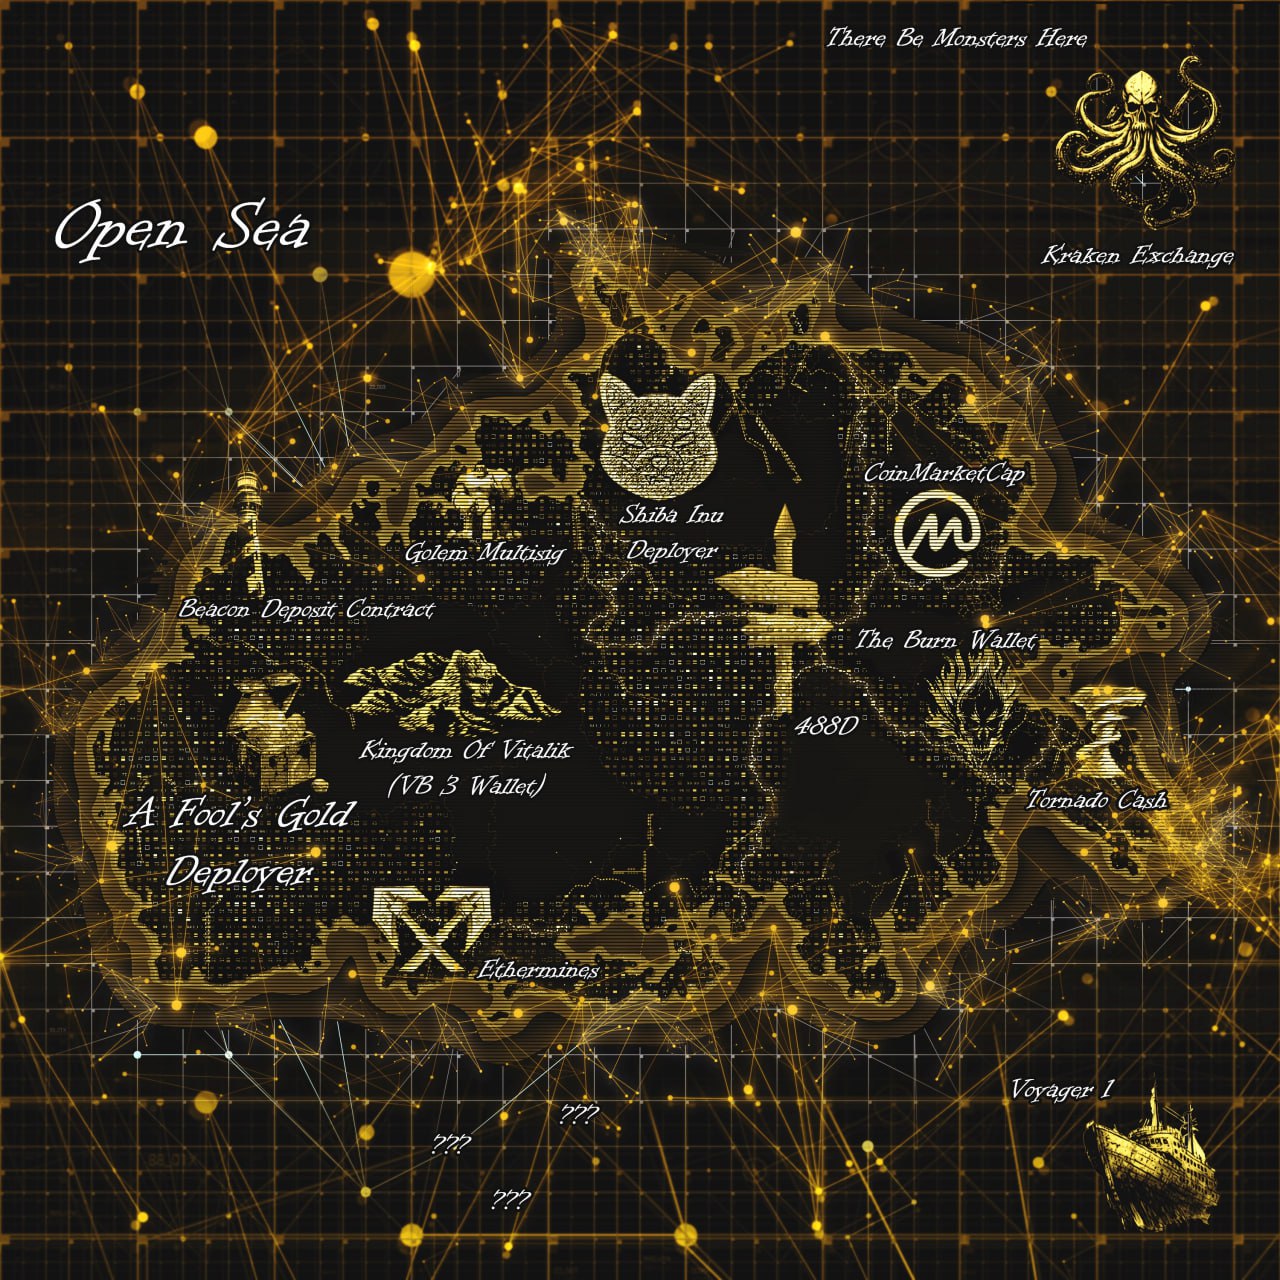 There Be Monsters Here
Open Sea
Kraken Exchange
CoinMarketCap
Shiba Inu
Deployer
Golem Multisig
Beacon Deposit Contract
The Burn Wallet
488D
Kingdom Of Vitalik
(VB 3 Wallet)
Tornado Cash
A Fool's Gold
Deployer
Ethermines
Voyager 1
???
???
???